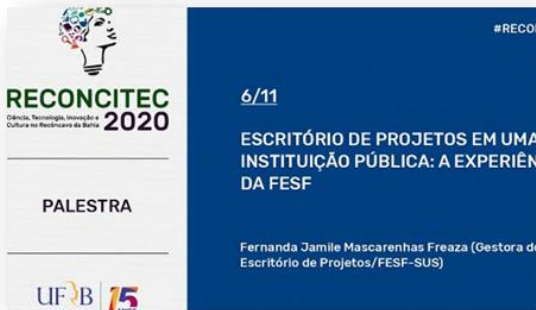 RECONCITEC
Ciência, Tecnologia, Inovação e
Cultura no Recôncavo da Bahia
2020
PALESTRA
UFRB
15
ANOS
#RECON
6/11
ESCRITÓRIO DE PROJETOS EM UMA
INSTITUIÇÃO PÚBLICA: A EXPERIÊN
DA FESF
Fernanda Jamile Mascarenhas Freaza (Gestora do
Escritório de Projetos/FESF-SUS)